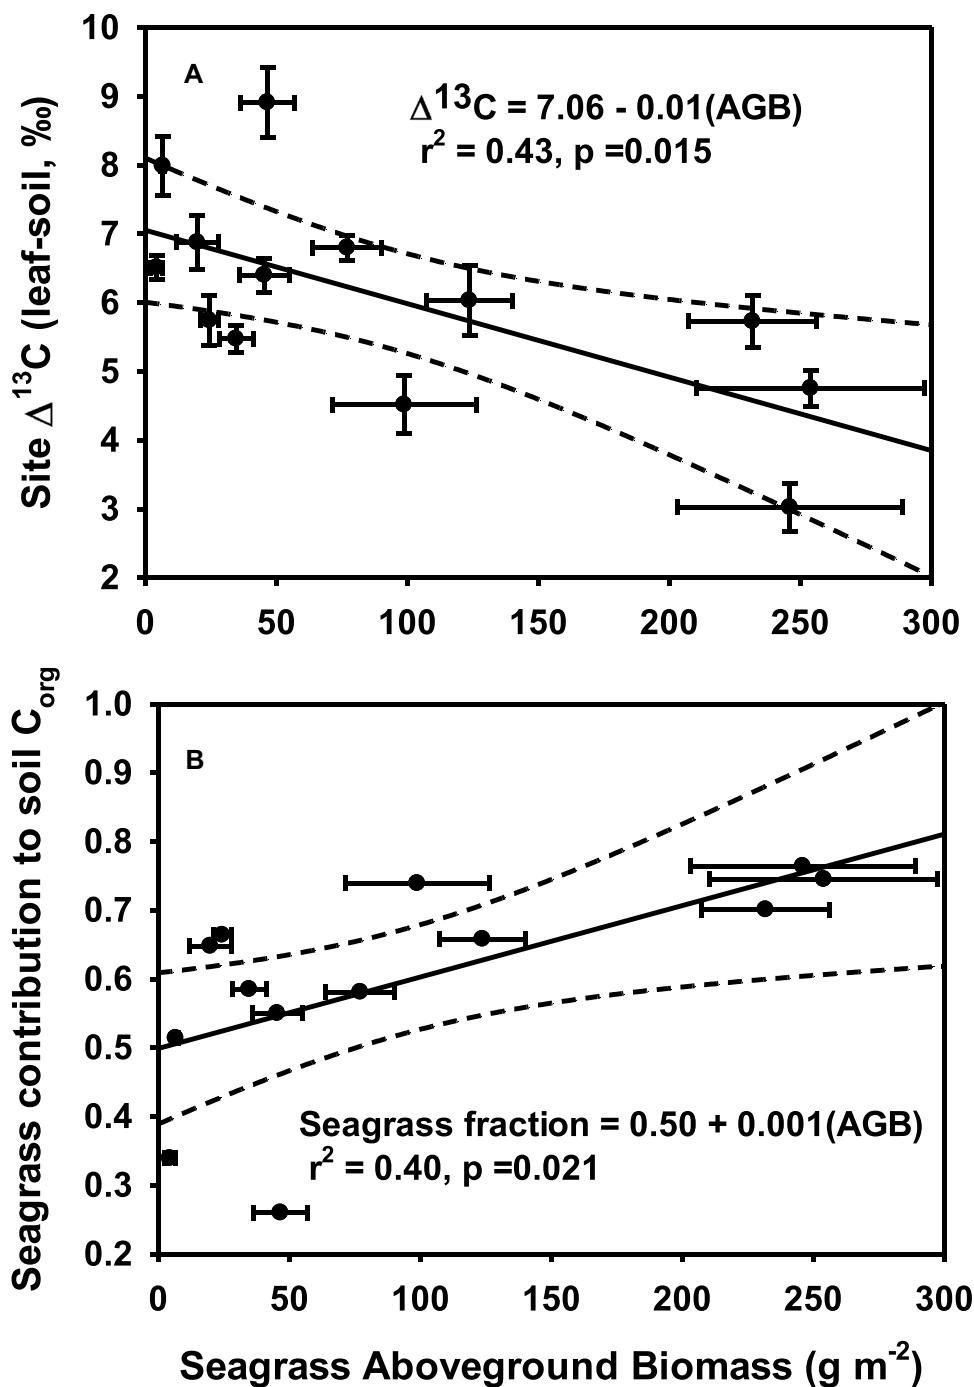 10
A
9
Δ¹³C = 7.06 - 0.01(AGB)
r² = 0.43, p =0.015
8
7
6
5
4
3
2
Site Δ¹³C (leaf-soil, ‰)
0 50 100 150 200 250 300
1.0
B
0.9
0.8
0.7
0.6
0.5
0.4
Seagrass fraction = 0.50 + 0.001(AGB)
r² = 0.40, p =0.021
0.3
0.2
Seagrass contribution to soil C_org
0 50 100 150 200 250 300
Seagrass Aboveground Biomass (g m⁻²)